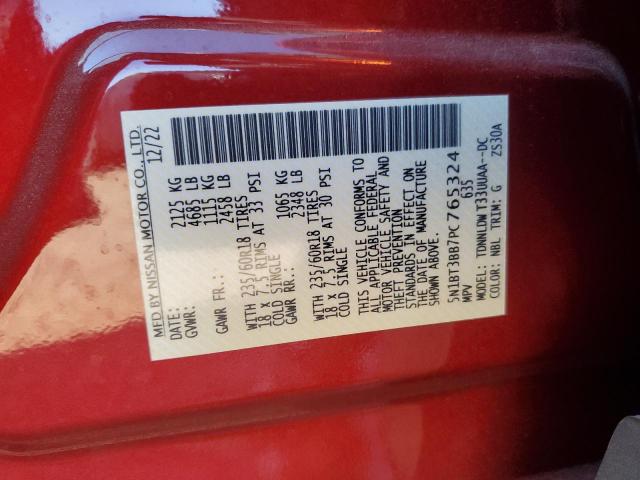 MFD BY NISSAN MOTOR CO., LTD.
DATE: 12/22
GVWR: 2125 KG
4685 LB
GAWR FR.: 1115 KG
2458 LB
WITH 235/60R18 TIRES
18 x 7.5 RIMS AT 33 PSI
COLD SINGLE
GAWR RR.: 1065 KG
2348 LB
WITH 235/60R18 TIRES
18 x 7.5 RIMS AT 30 PSI
COLD SINGLE
THIS VEHICLE CONFORMS TO
ALL APPLICABLE FEDERAL
MOTOR VEHICLE SAFETY AND
THEFT PREVENTION
STANDARDS IN EFFECT ON
THE DATE OF MANUFACTURE
SHOWN ABOVE.
5N1BT3BB7PC765324
MPV 635
MODEL: TDNNLDW T33UUAA--DC
COLOR: NBL TRIM: G ZS30A